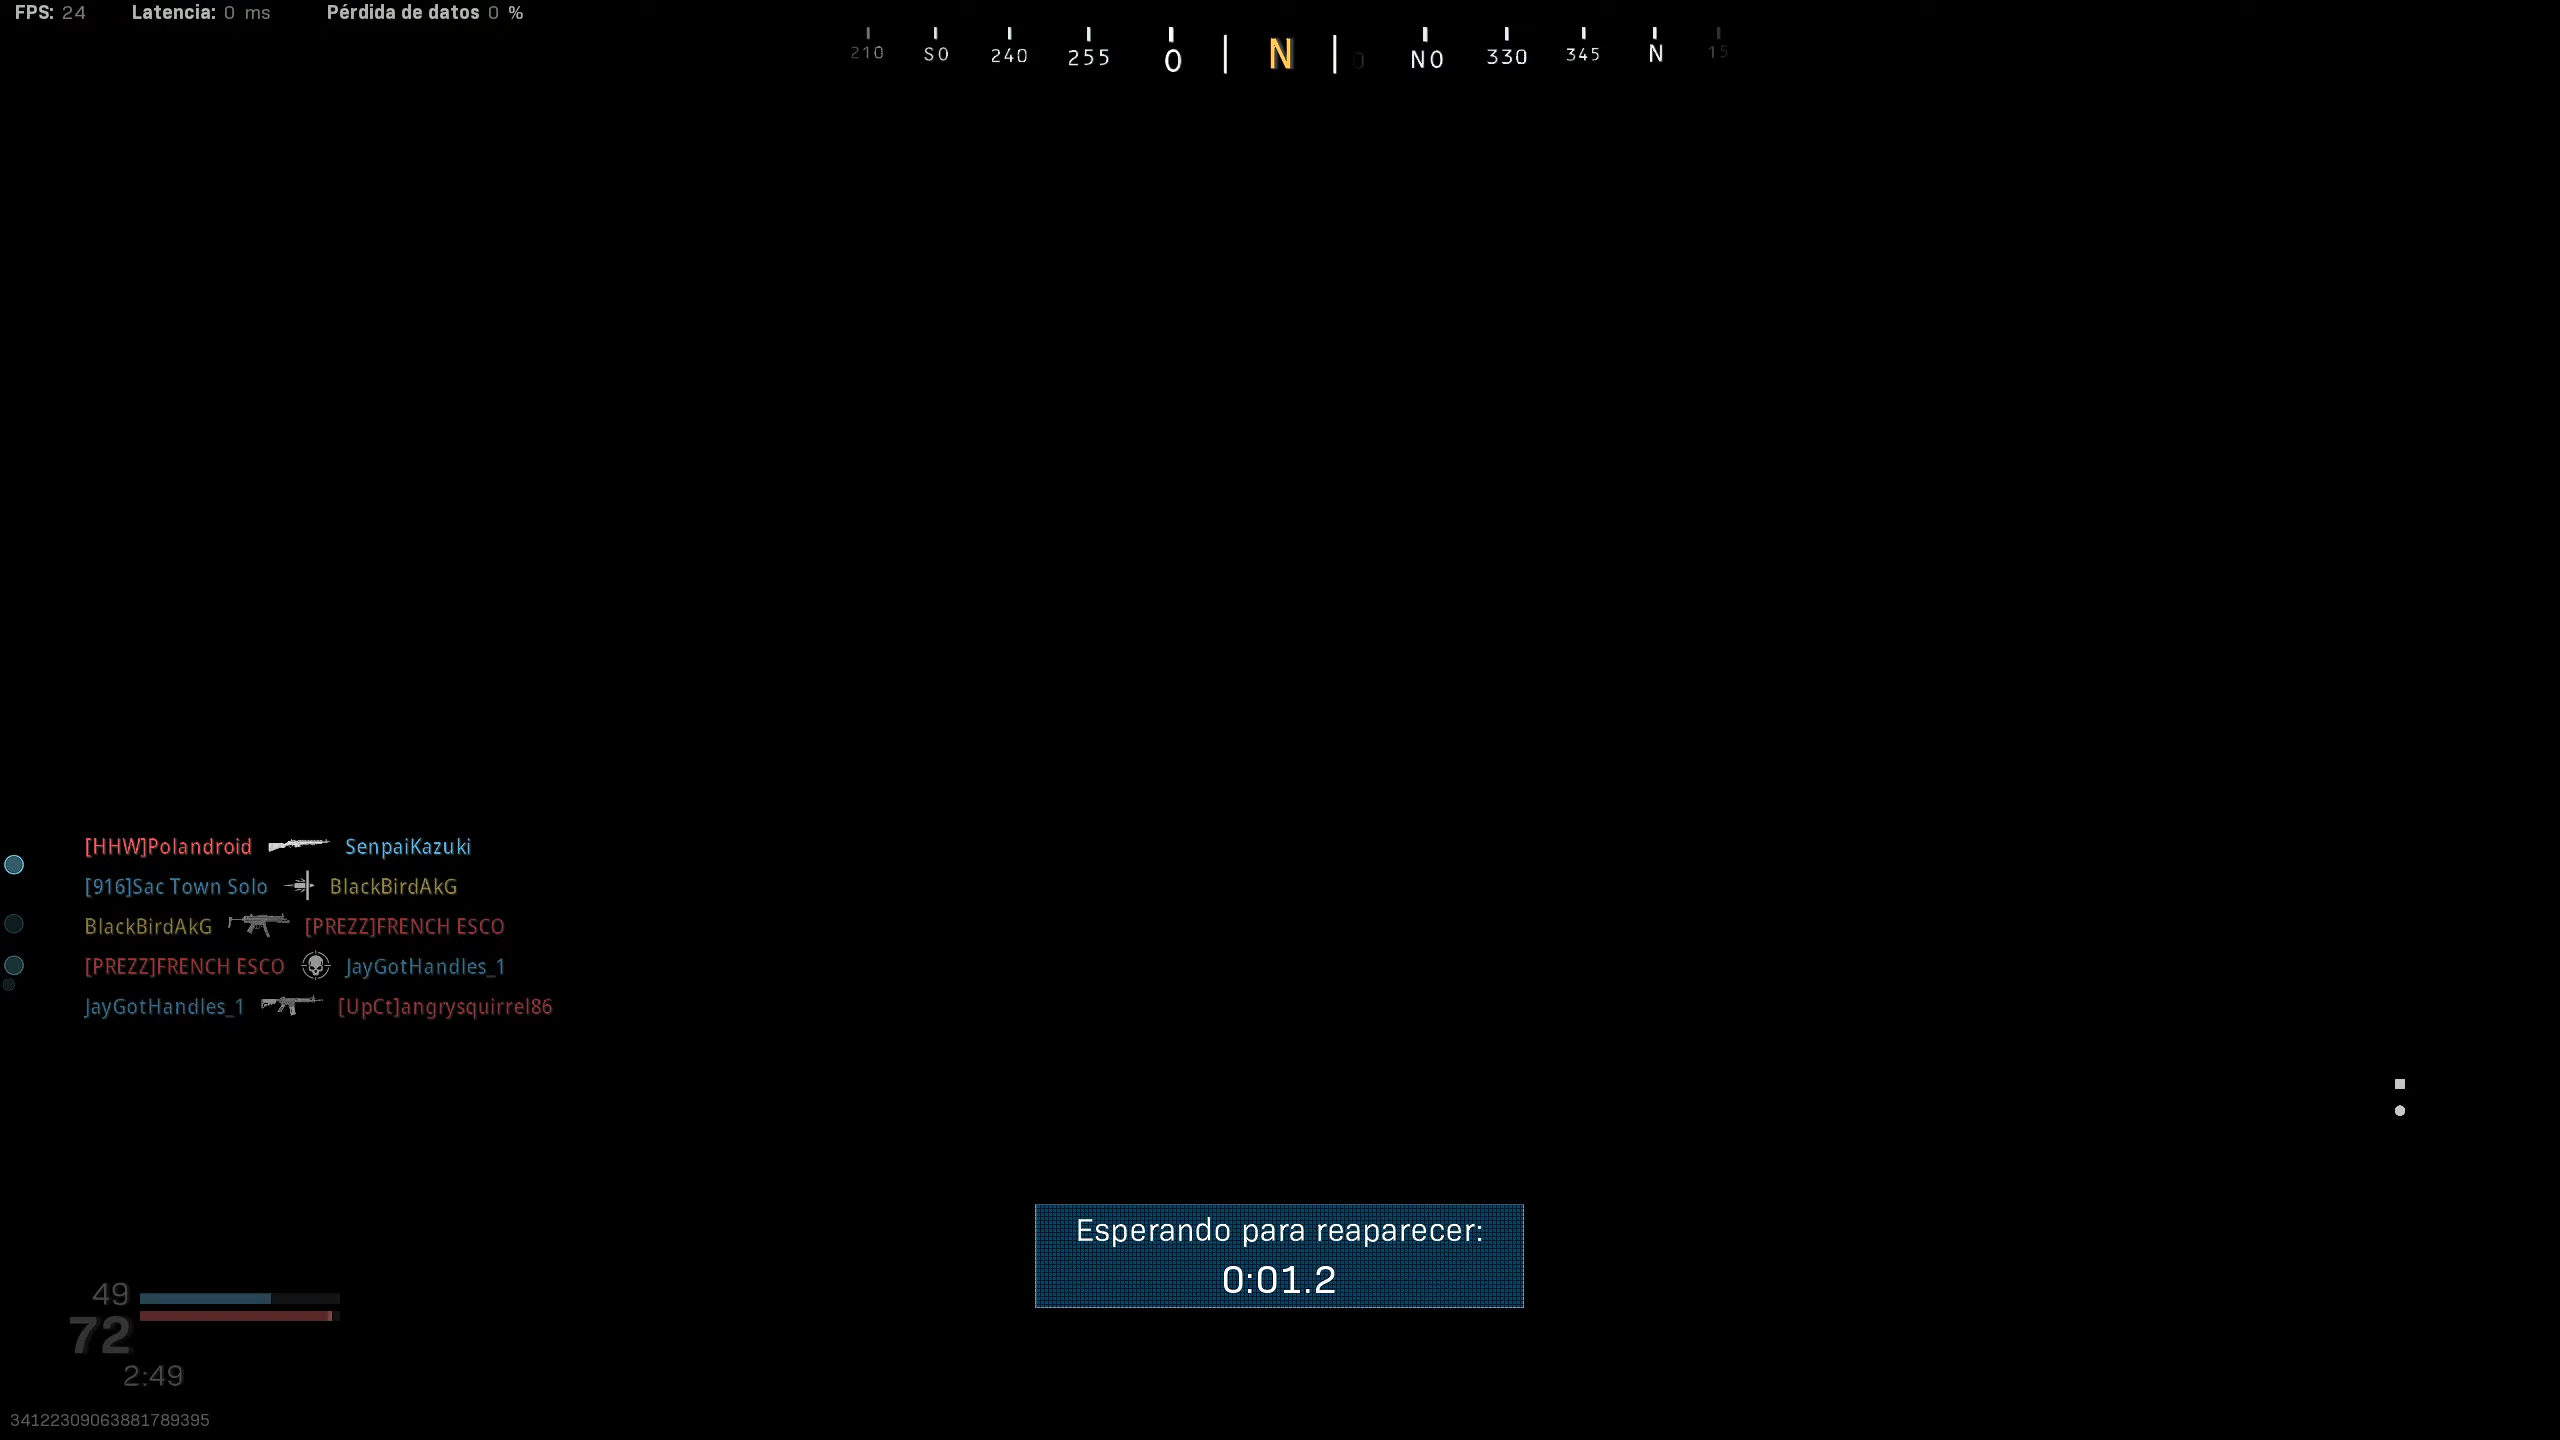 FPS: 24 Latencia: 0 ms Pérdida de datos 0 %
210 SO 240 255 O N 0 NO 330 345 N 15
[HHW]Polandroid SenpaiKazuki
[916]Sac Town Solo BlackBirdAkG
BlackBirdAkG [PREZZ]FRENCH ESCO
[PREZZ]FRENCH ESCO JayGotHandles_1
JayGotHandles_1 [UpCt]angrysquirrel86
Esperando para reaparecer:
0:01.2
49
72
2:49
34122309063881789395